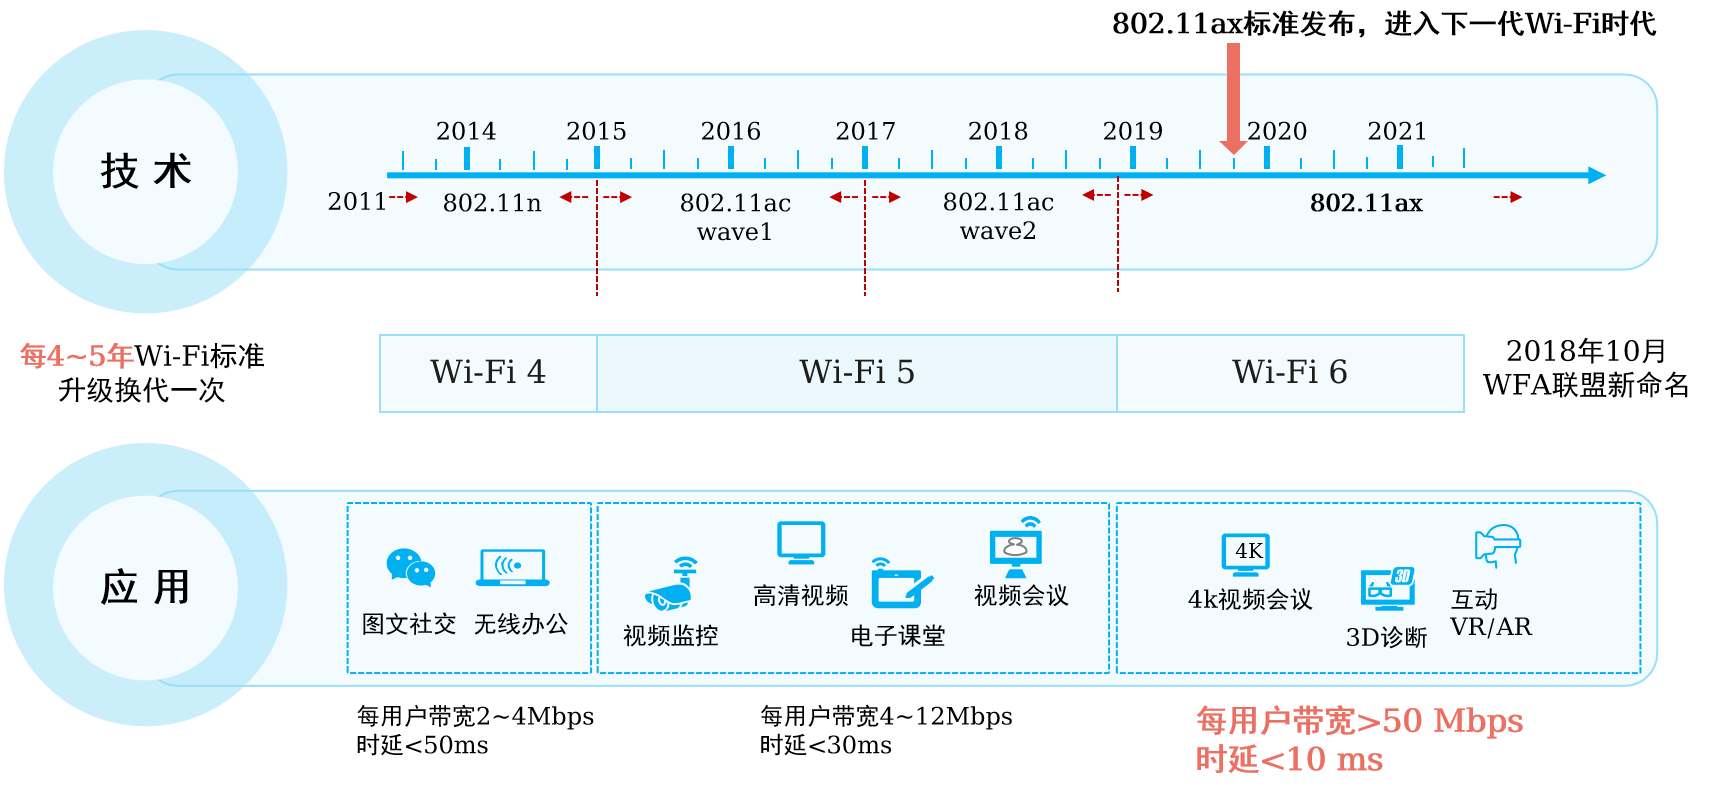 802.11ax标准发布，进入下一代Wi-Fi时代
技 术
2014 2015 2016 2017 2018 2019 2020 2021
2011 802.11n 802.11ac 802.11ac 802.11ax
wave1 wave2
每4~5年Wi-Fi标准
升级换代一次
Wi-Fi 4 Wi-Fi 5 Wi-Fi 6
2018年10月
WFA联盟新命名
应 用
图文社交
无线办公
视频监控
高清视频
电子课堂
视频会议
4K
4k视频会议
3D
3D诊断
互动
VR/AR
每用户带宽2~4Mbps
时延<50ms
每用户带宽4~12Mbps
时延<30ms
每用户带宽>50 Mbps
时延<10 ms